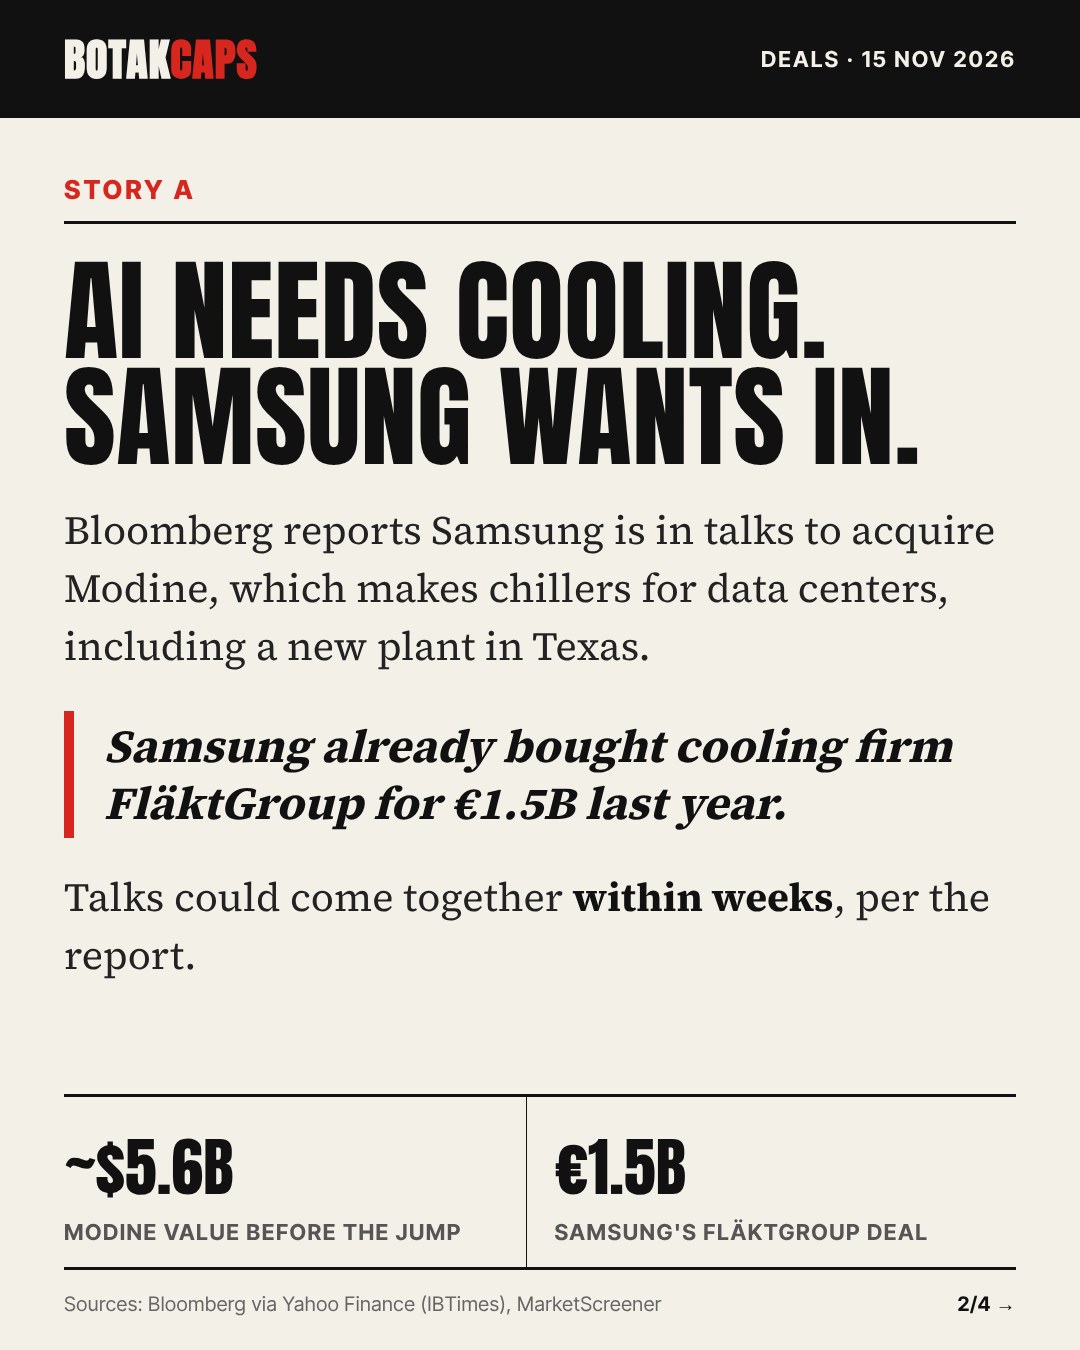 BOTAKCAPS
DEALS · 15 NOV 2026
STORY A
AI NEEDS COOLING.
SAMSUNG WANTS IN.
Bloomberg reports Samsung is in talks to acquire
Modine, which makes chillers for data centers,
including a new plant in Texas.
Samsung already bought cooling firm
FläktGroup for €1.5B last year.
Talks could come together within weeks, per the
report.
~$5.6B
MODINE VALUE BEFORE THE JUMP
€1.5B
SAMSUNG'S FLÄKTGROUP DEAL
Sources: Bloomberg via Yahoo Finance (IBTimes), MarketScreener
2/4 →